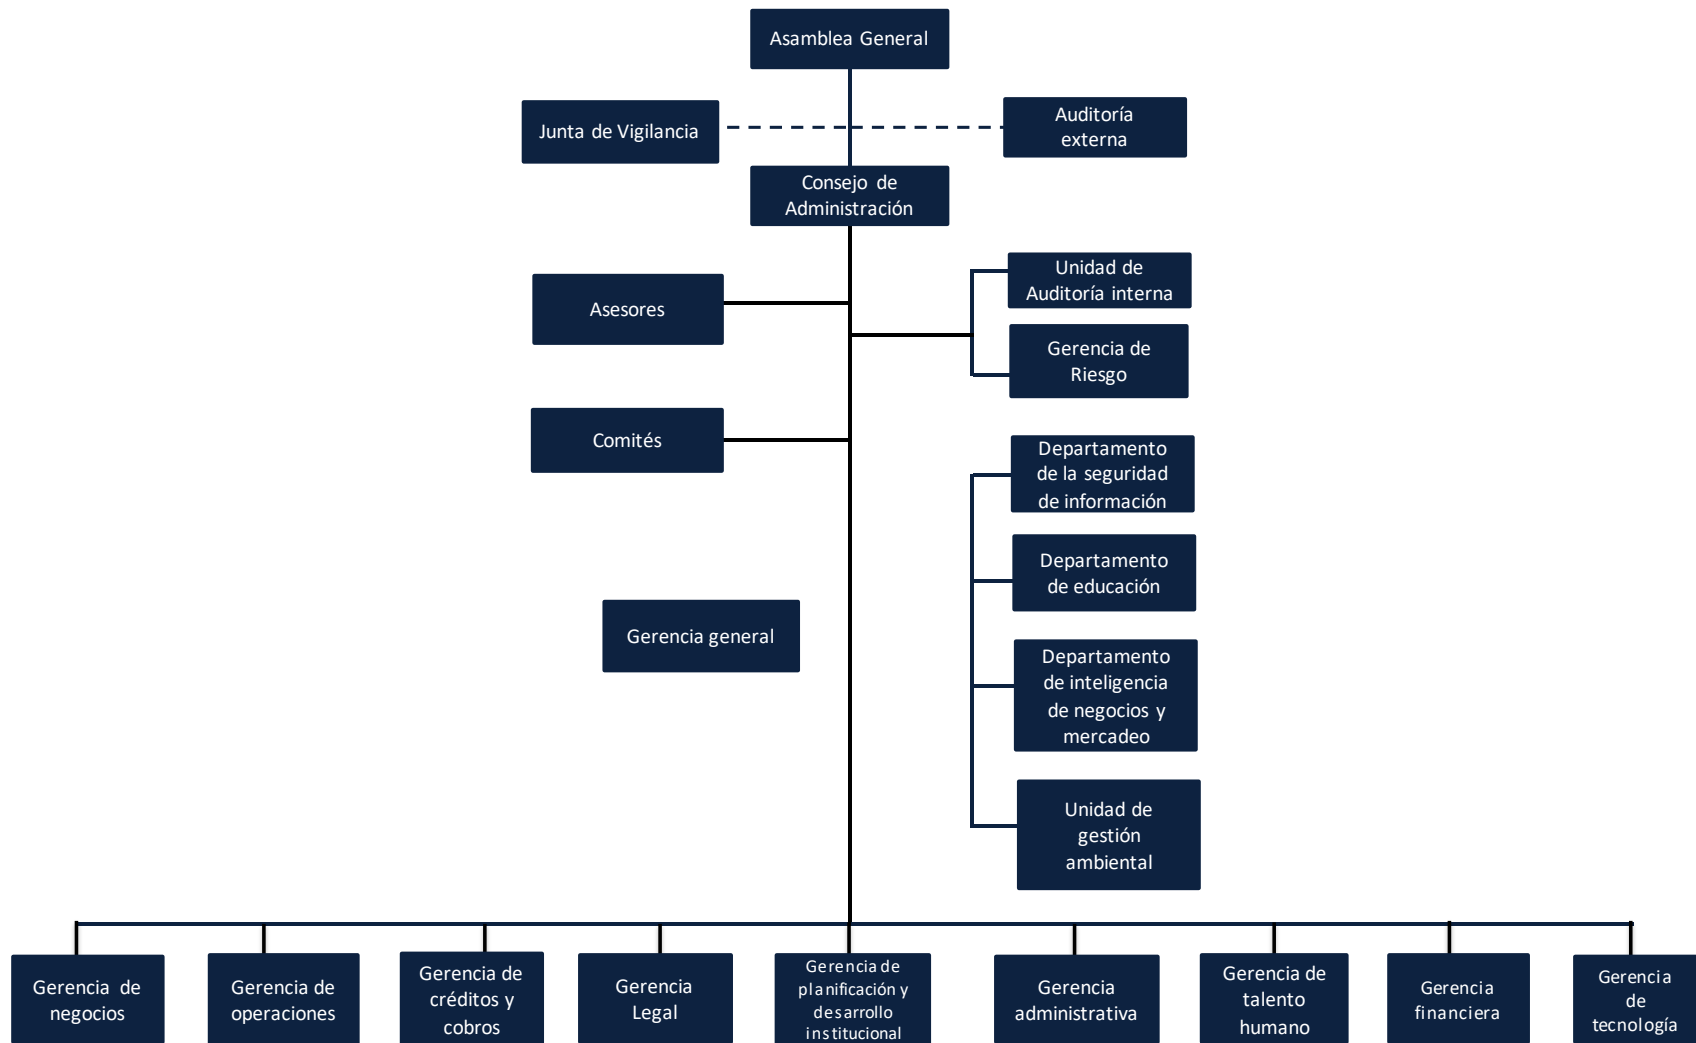 Asamblea General
Junta de Vigilancia
Auditoría
externa
Consejo de
Administración
Asesores
Unidad de
Auditoría interna
Gerencia de
Riesgo
Comités
Departamento
de la seguridad
de información
Departamento
de educación
Gerencia general
Departamento
de inteligencia
de negocios y
mercadeo
Unidad de
gestión
ambiental
Gerencia de
negocios
Gerencia de
operaciones
Gerencia de
créditos y
cobros
Gerencia
Legal
Gerencia de
planificación y
desarrollo
institucional
Gerencia
administrativa
Gerencia de
talento
humano
Gerencia
financiera
Gerencia
de
tecnología